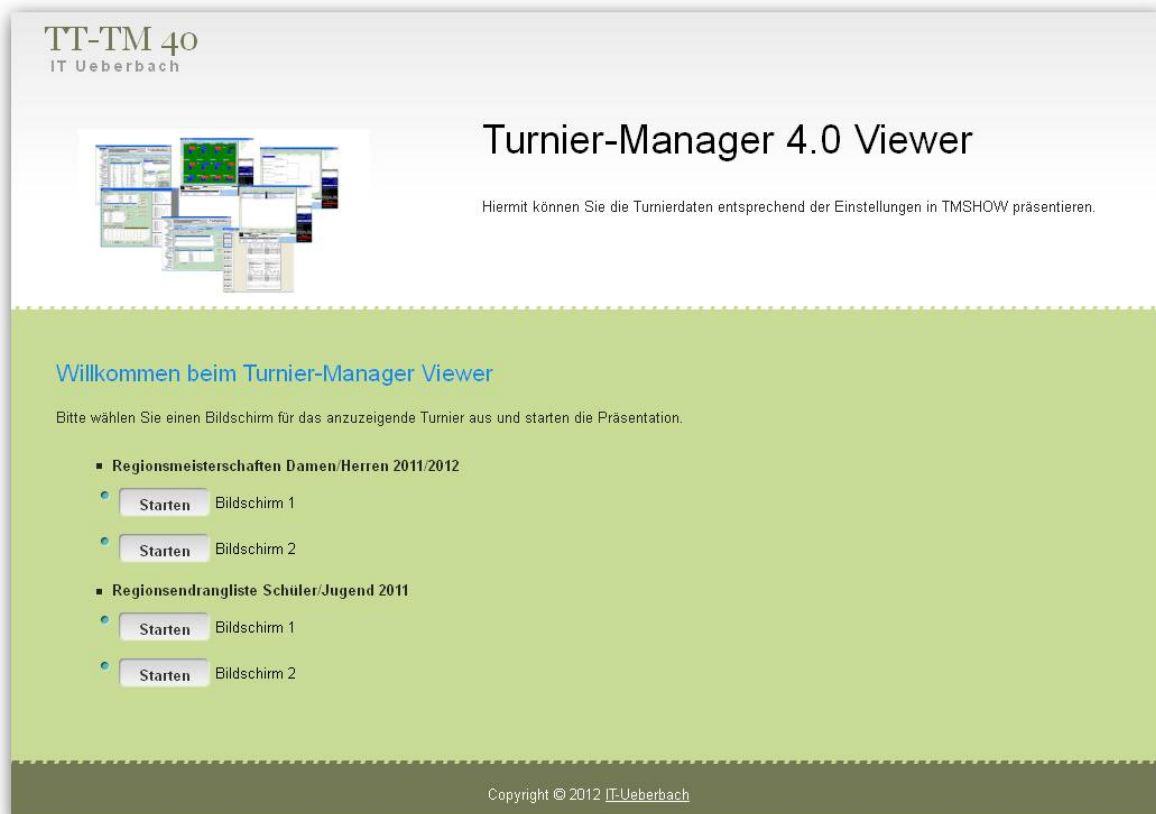 TT-TM 40
IT Ueberbach
Turnier-Manager 4.0 Viewer
Hiermit können Sie die Turnierdaten entsprechend der Einstellungen in TMSHOW präsentieren.
Willkommen beim Turnier-Manager Viewer
Bitte wählen Sie einen Bildschirm für das anzuzeigende Turnier aus und starten die Präsentation.
Regionsmeisterschaften Damen/Herren 2011/2012
Starten Bildschirm 1
Starten Bildschirm 2
Regionsendrangliste Schüler/Jugend 2011
Starten Bildschirm 1
Starten Bildschirm 2
Copyright © 2012 IT-Ueberbach